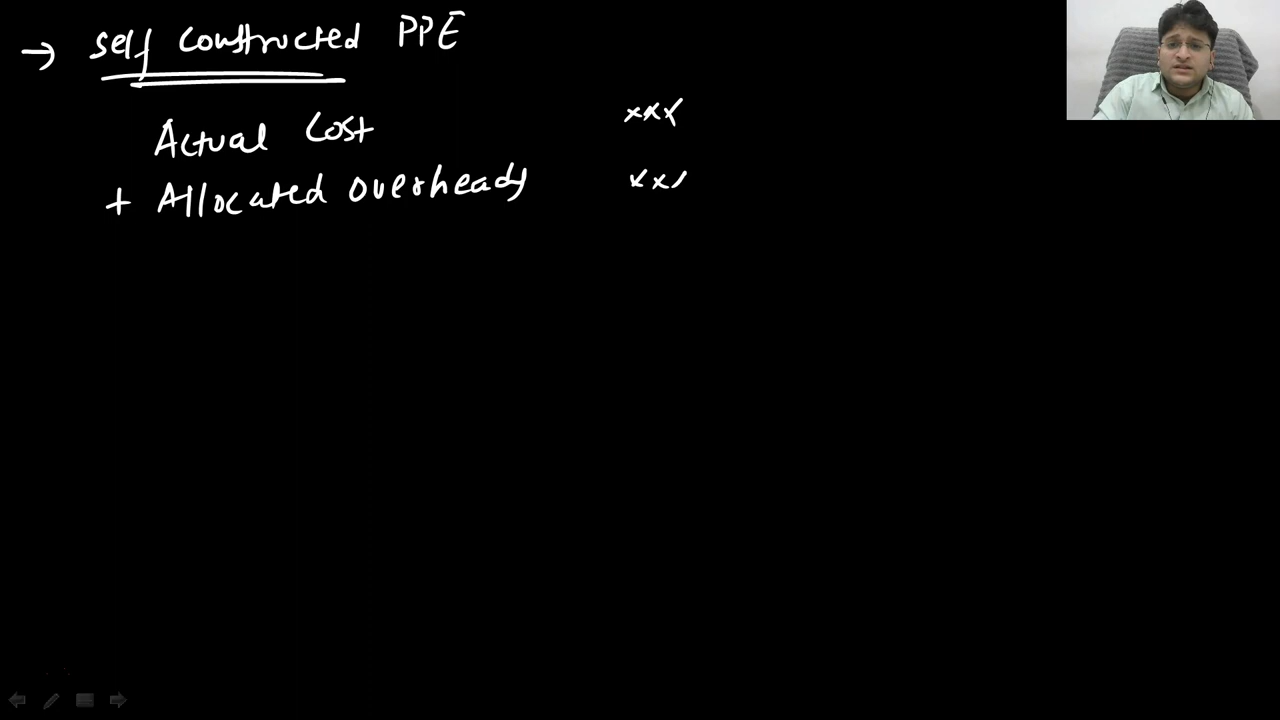 → Self Constructed PPE
Actual Cost xxx
+ Allocated overheads xxx